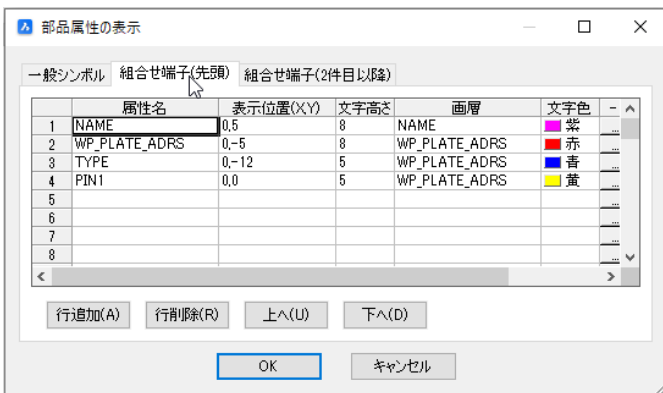 部品属性の表示
一般シンボル 組合せ端子(先頭) 組合せ端子(2件目以降)
属性名 表示位置(X,Y) 文字高さ 画層 文字色 -
1 NAME 0,5 8 NAME 紫 ...
2 WP_PLATE_ADRS 0,-5 8 WP_PLATE_ADRS 赤 ...
3 TYPE 0,-12 5 WP_PLATE_ADRS 青 ...
4 PIN1 0,0 5 WP_PLATE_ADRS 黄 ...
5 ...
6 ...
7 ...
8 ...
行追加(A) 行削除(R) 上へ(U) 下へ(D)
OK キャンセル